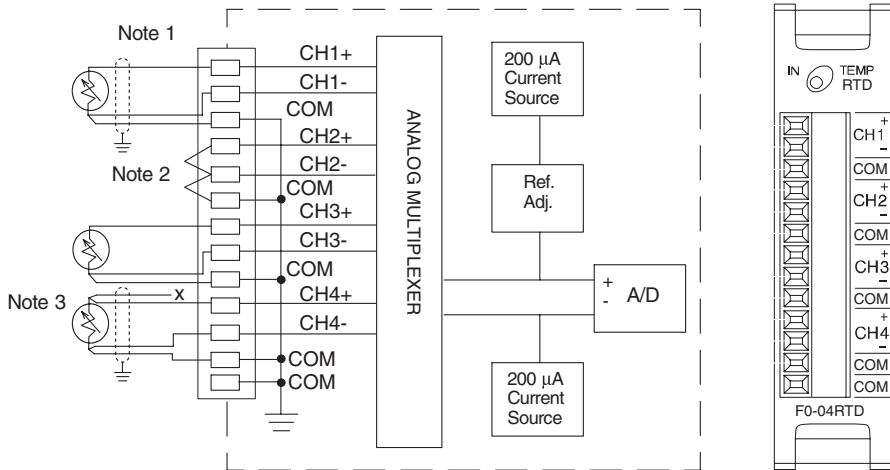 Note 1
CH1+
CH1-
COM
CH2+
Note 2
CH2-
COM
CH3+
CH3-
COM
Note 3
x
CH4+
CH4-
COM
COM
ANALOG MULTIPLEXER
200 µA
Current
Source
Ref.
Adj.
+
-
A/D
200 µA
Current
Source
IN
TEMP
RTD
+
CH1
–
COM
+
CH2
–
COM
+
CH3
–
COM
+
CH4
–
COM
COM
F0-04RTD